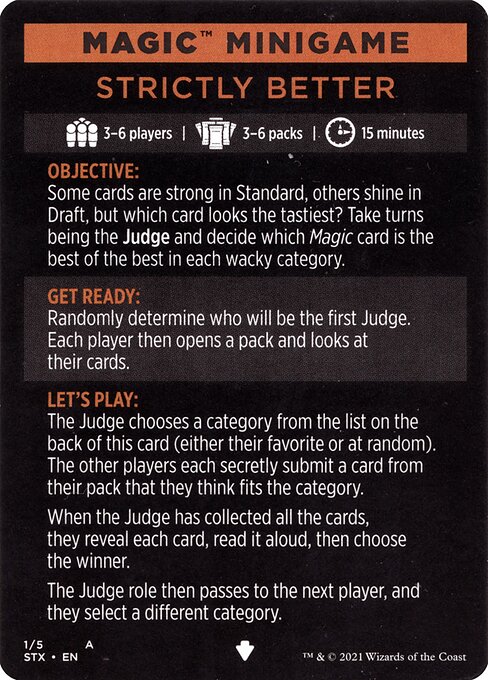 MAGIC™ MINIGAME
STRICTLY BETTER
3–6 players | 3–6 packs | 15 minutes
OBJECTIVE:
Some cards are strong in Standard, others shine in
Draft, but which card looks the tastiest? Take turns
being the Judge and decide which Magic card is the
best of the best in each wacky category.
GET READY:
Randomly determine who will be the first Judge.
Each player then opens a pack and looks at
their cards.
LET'S PLAY:
The Judge chooses a category from the list on the
back of this card (either their favorite or at random).
The other players each secretly submit a card from
their pack that they think fits the category.
When the Judge has collected all the cards,
they reveal each card, read it aloud, then choose
the winner.
The Judge role then passes to the next player, and
they select a different category.
1/5 A
STX • EN
™ & © 2021 Wizards of the Coast